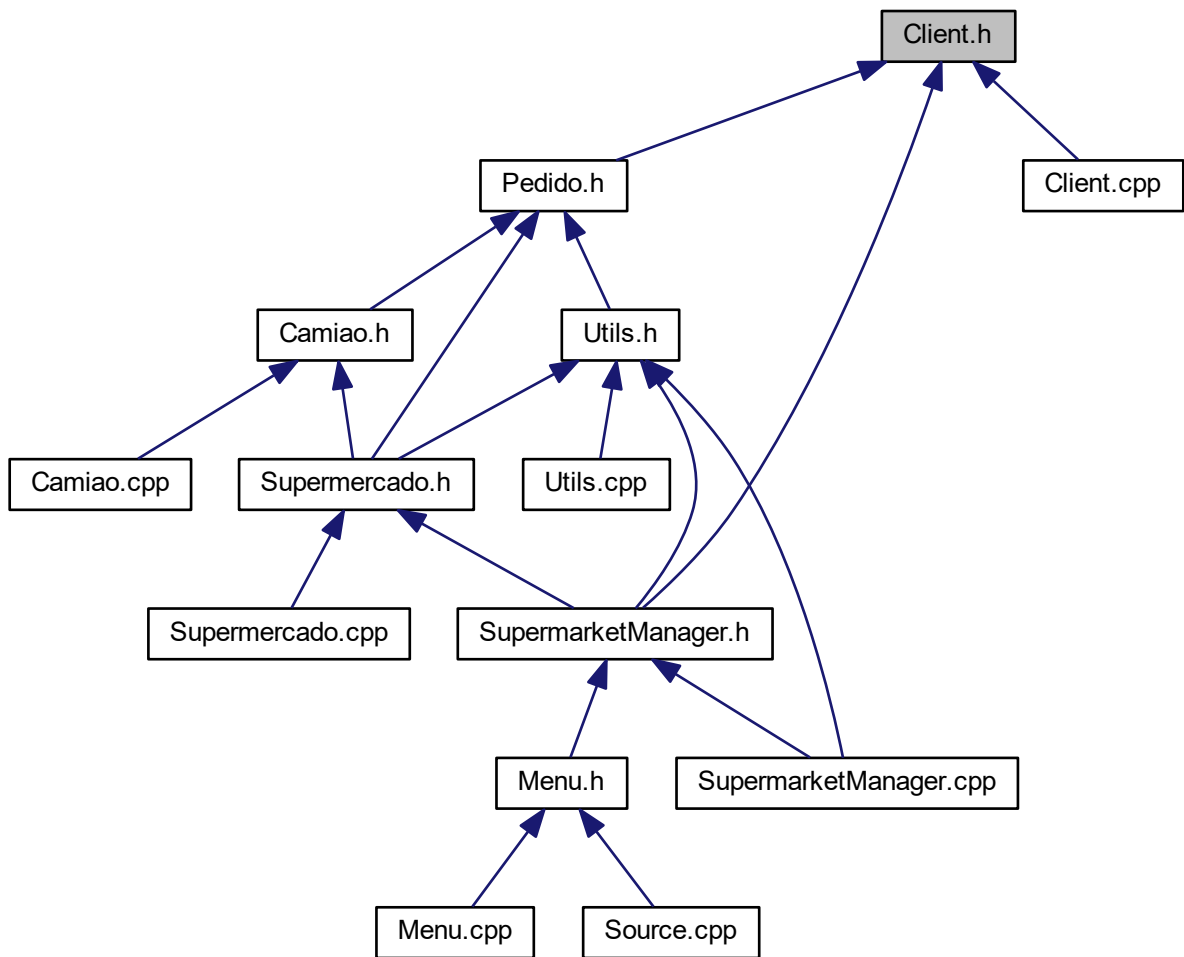 Client.h
Pedido.h
Client.cpp
Camiao.h
Utils.h
Camiao.cpp
Supermercado.h
Utils.cpp
Supermercado.cpp
SupermarketManager.h
Menu.h
SupermarketManager.cpp
Menu.cpp
Source.cpp